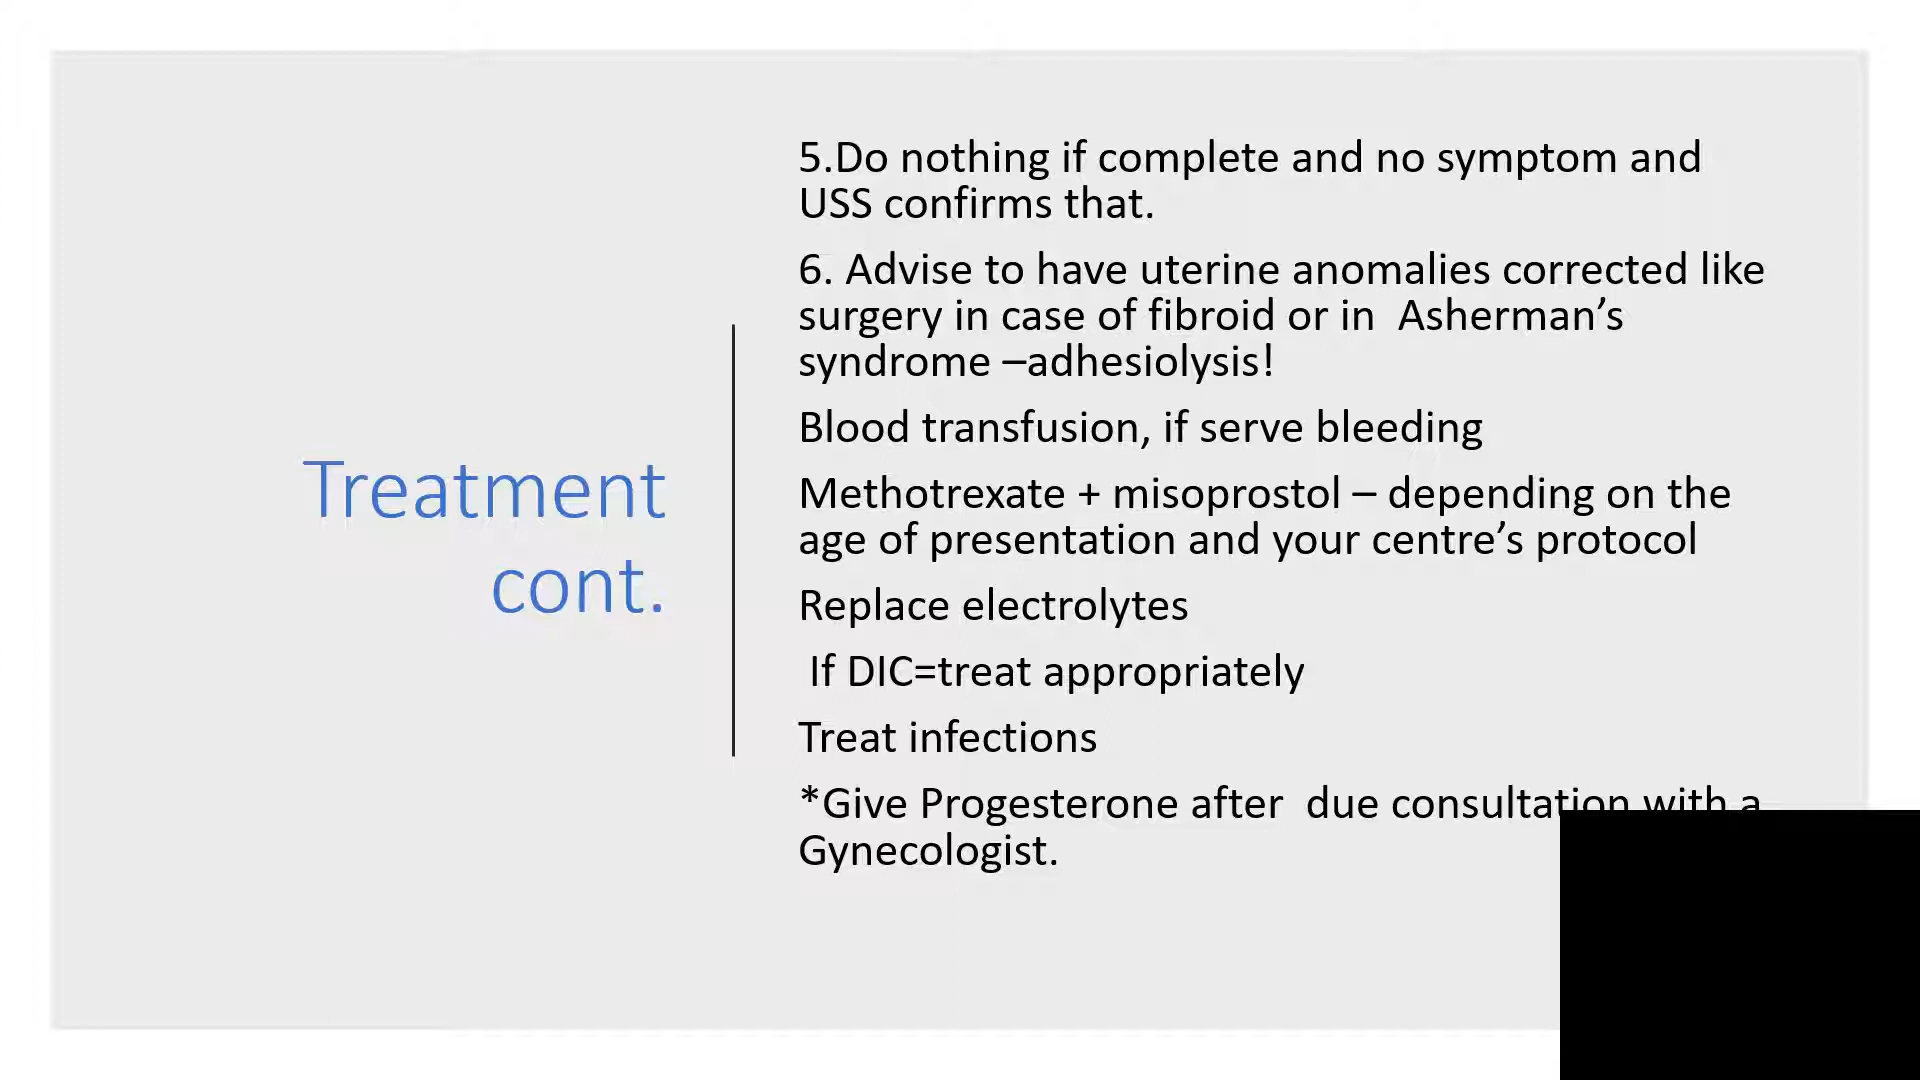 Treatment
cont.
5.Do nothing if complete and no symptom and
USS confirms that.
6. Advise to have uterine anomalies corrected like
surgery in case of fibroid or in  Asherman’s
syndrome –adhesiolysis!
Blood transfusion, if serve bleeding
Methotrexate + misoprostol – depending on the
age of presentation and your centre’s protocol
Replace electrolytes
If DIC=treat appropriately
Treat infections
*Give Progesterone after  due consultation with a
Gynecologist.